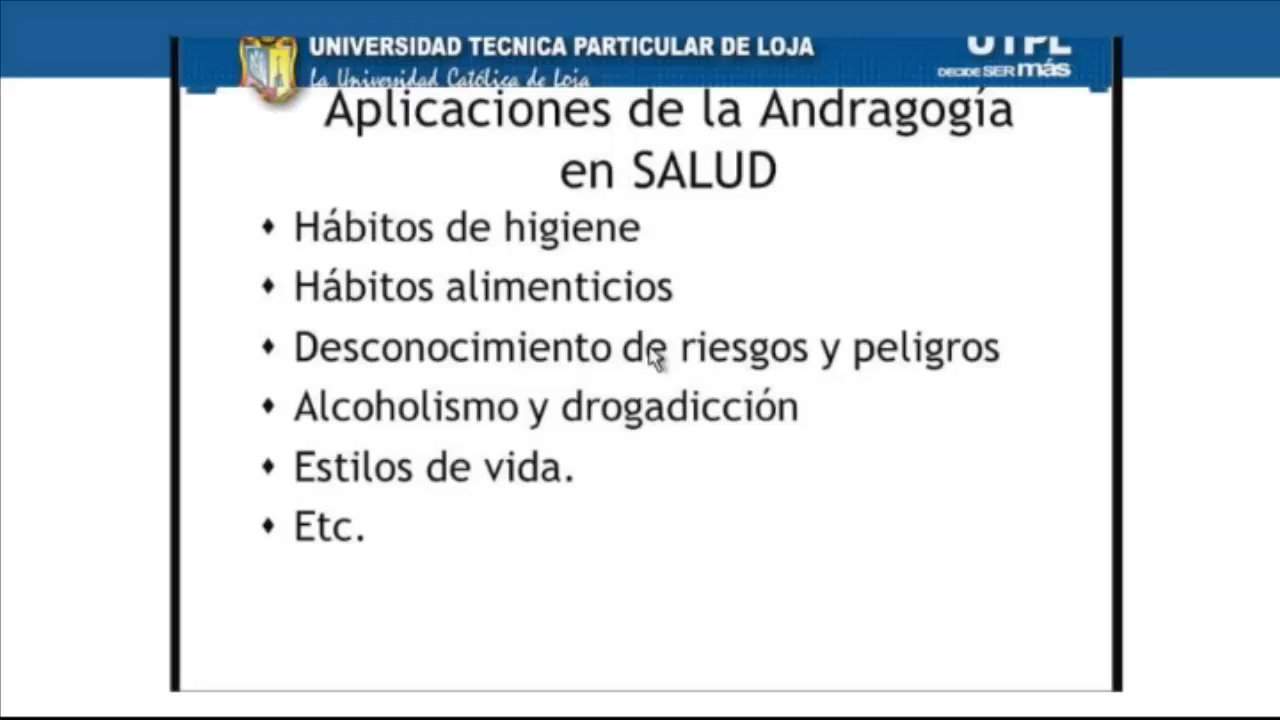 UNIVERSIDAD TECNICA PARTICULAR DE LOJA
La Universidad Católica de Loja
UTPL
DECIDE SER más
Aplicaciones de la Andragogía
en SALUD
♦ Hábitos de higiene
♦ Hábitos alimenticios
♦ Desconocimiento de riesgos y peligros
♦ Alcoholismo y drogadicción
♦ Estilos de vida.
♦ Etc.